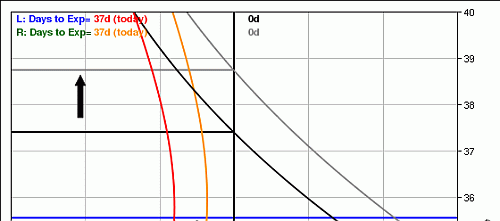 L: Days to Exp= 37d (today) 0d
R: Days to Exp= 37d (today) 0d
40
39
38
37
36